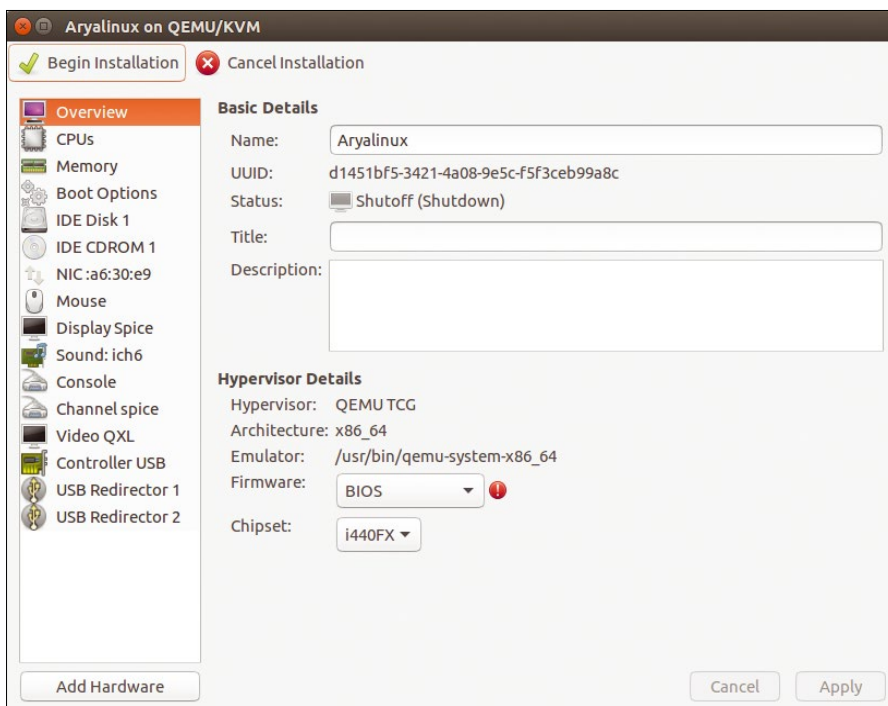 Aryalinux on QEMU/KVM
Begin Installation
Cancel Installation
Overview
CPUs
Memory
Boot Options
IDE Disk 1
IDE CDROM 1
NIC :a6:30:e9
Mouse
Display Spice
Sound: ich6
Console
Channel spice
Video QXL
Controller USB
USB Redirector 1
USB Redirector 2
Add Hardware
Basic Details
Name: Aryalinux
UUID: d1451bf5-3421-4a08-9e5c-f5f3ceb99a8c
Status: Shutoff (Shutdown)
Title:
Description:
Hypervisor Details
Hypervisor: QEMU TCG
Architecture: x86_64
Emulator: /usr/bin/qemu-system-x86_64
Firmware: BIOS
Chipset: i440FX
Cancel
Apply